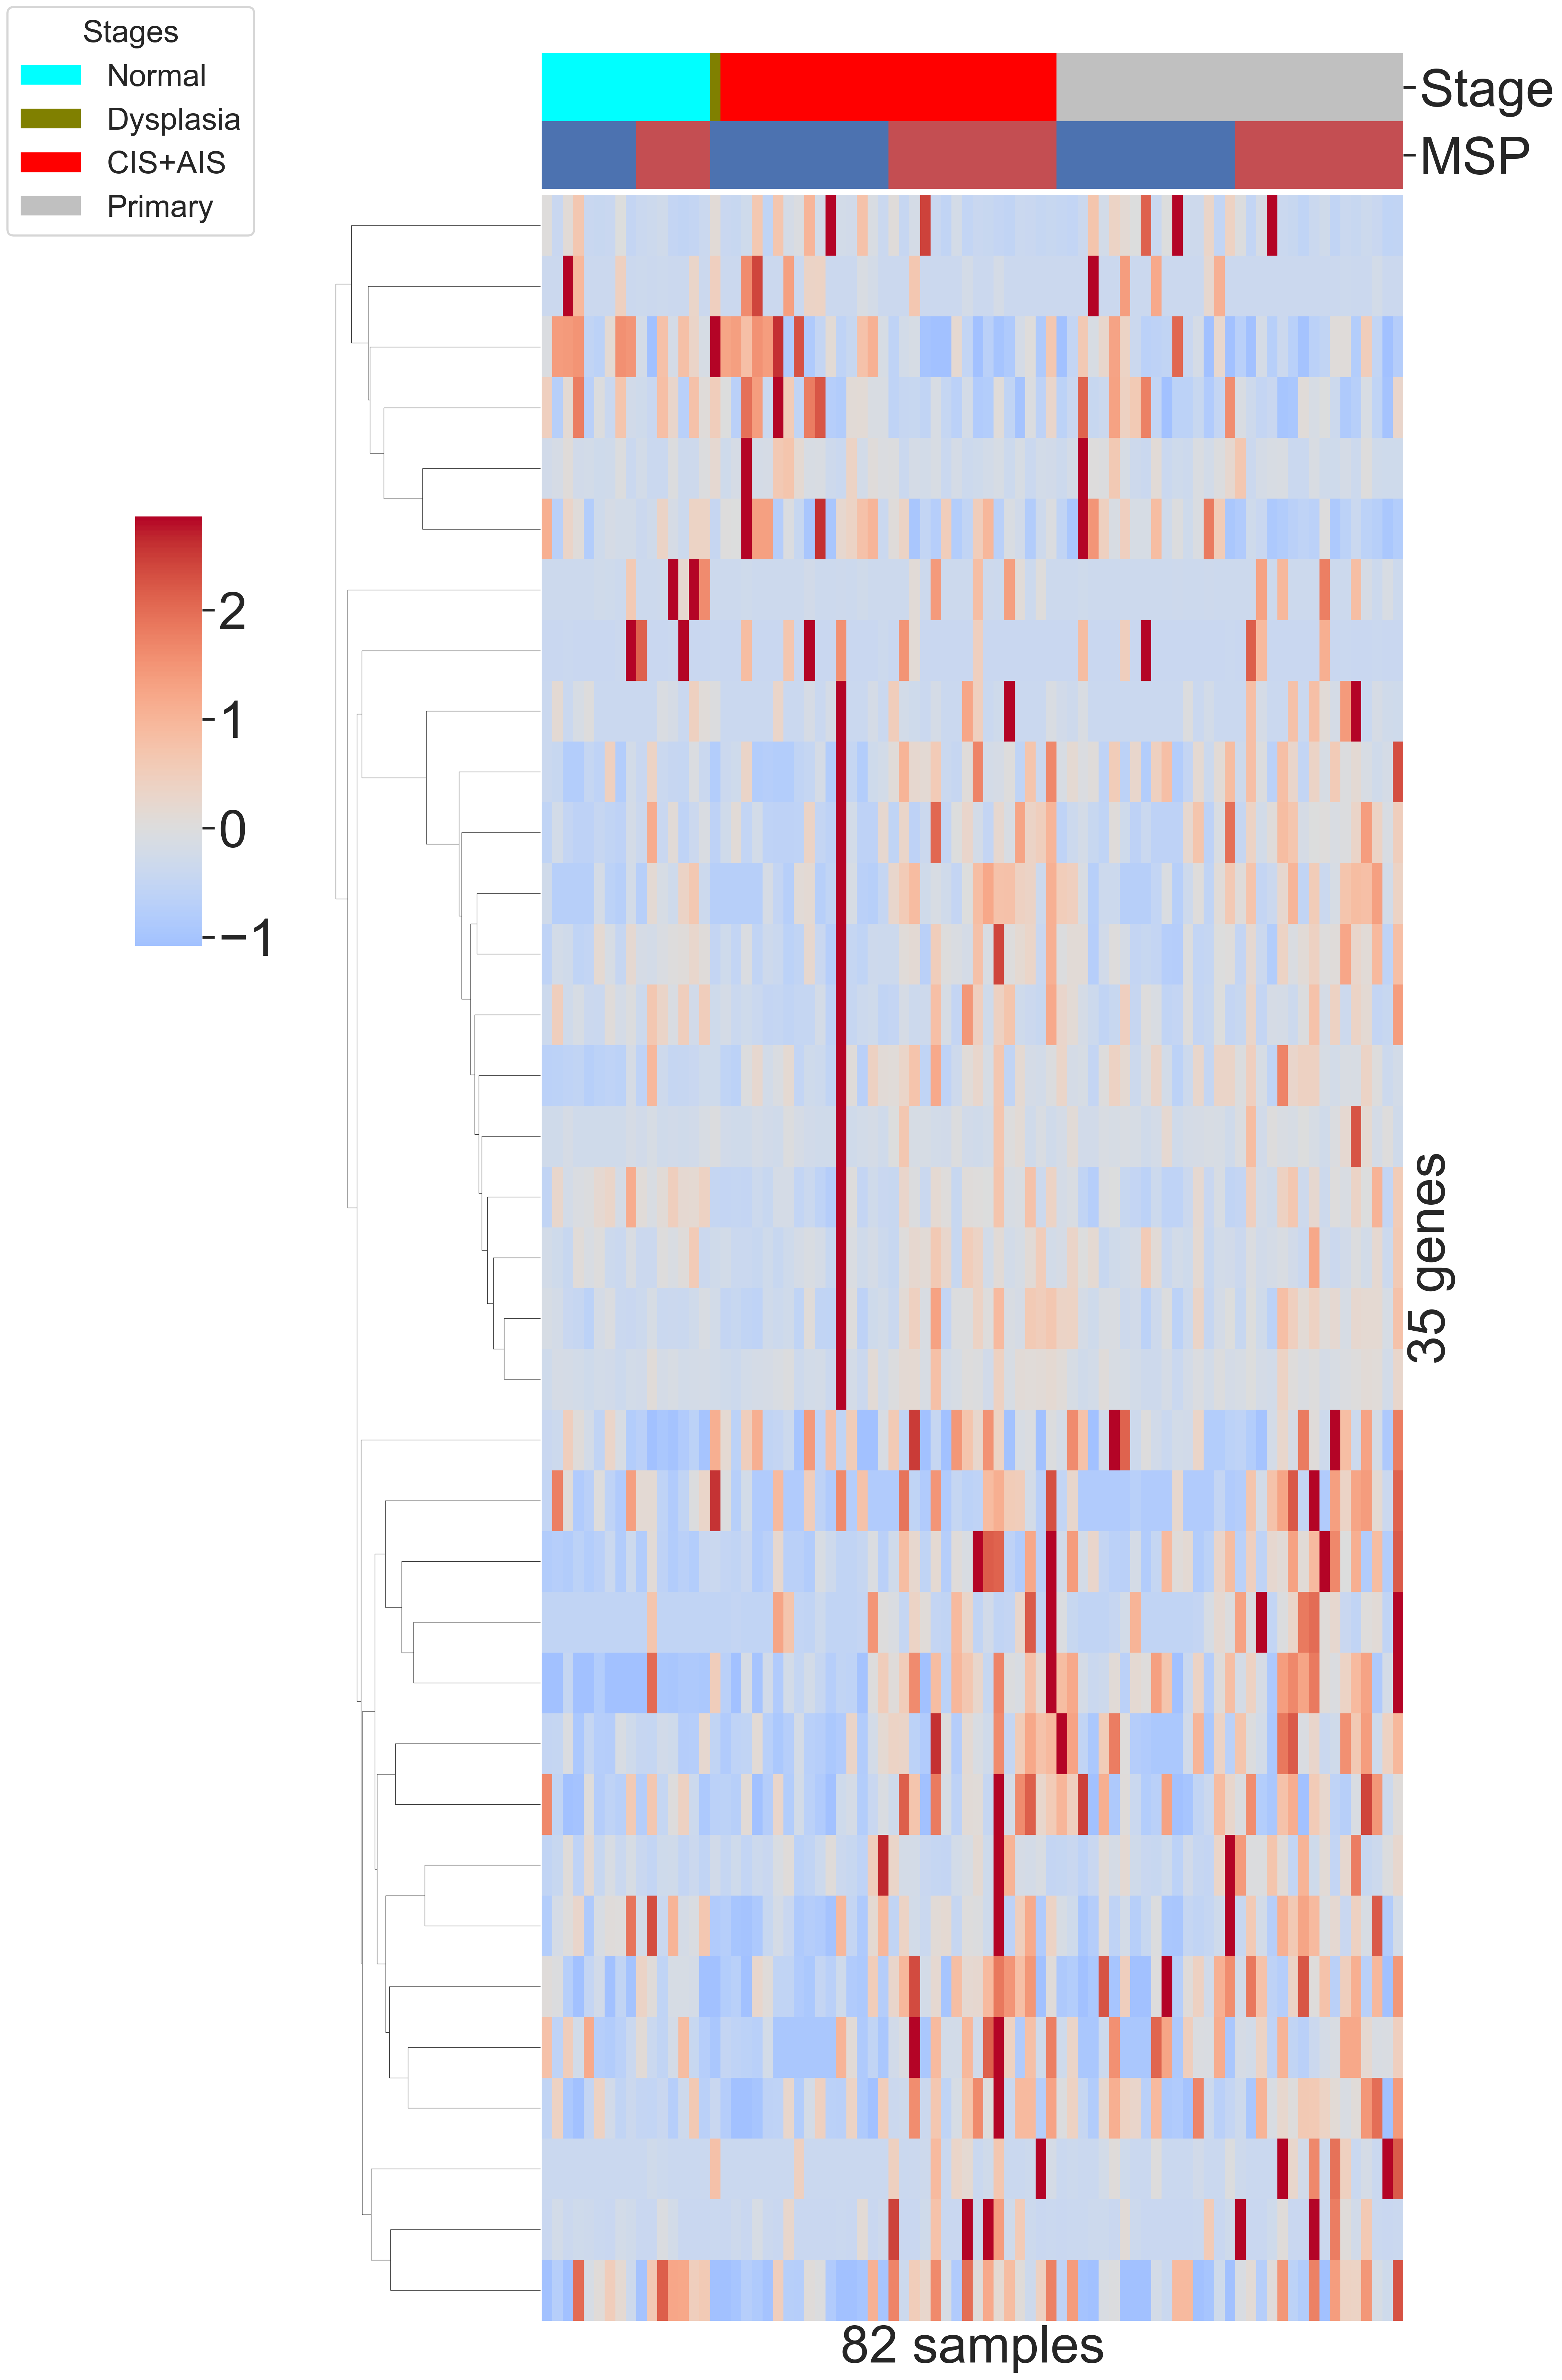 Stages
Normal
Dysplasia
CIS+AIS
Primary
Stage
MSP
2
1
0
−1
35 genes
82 samples